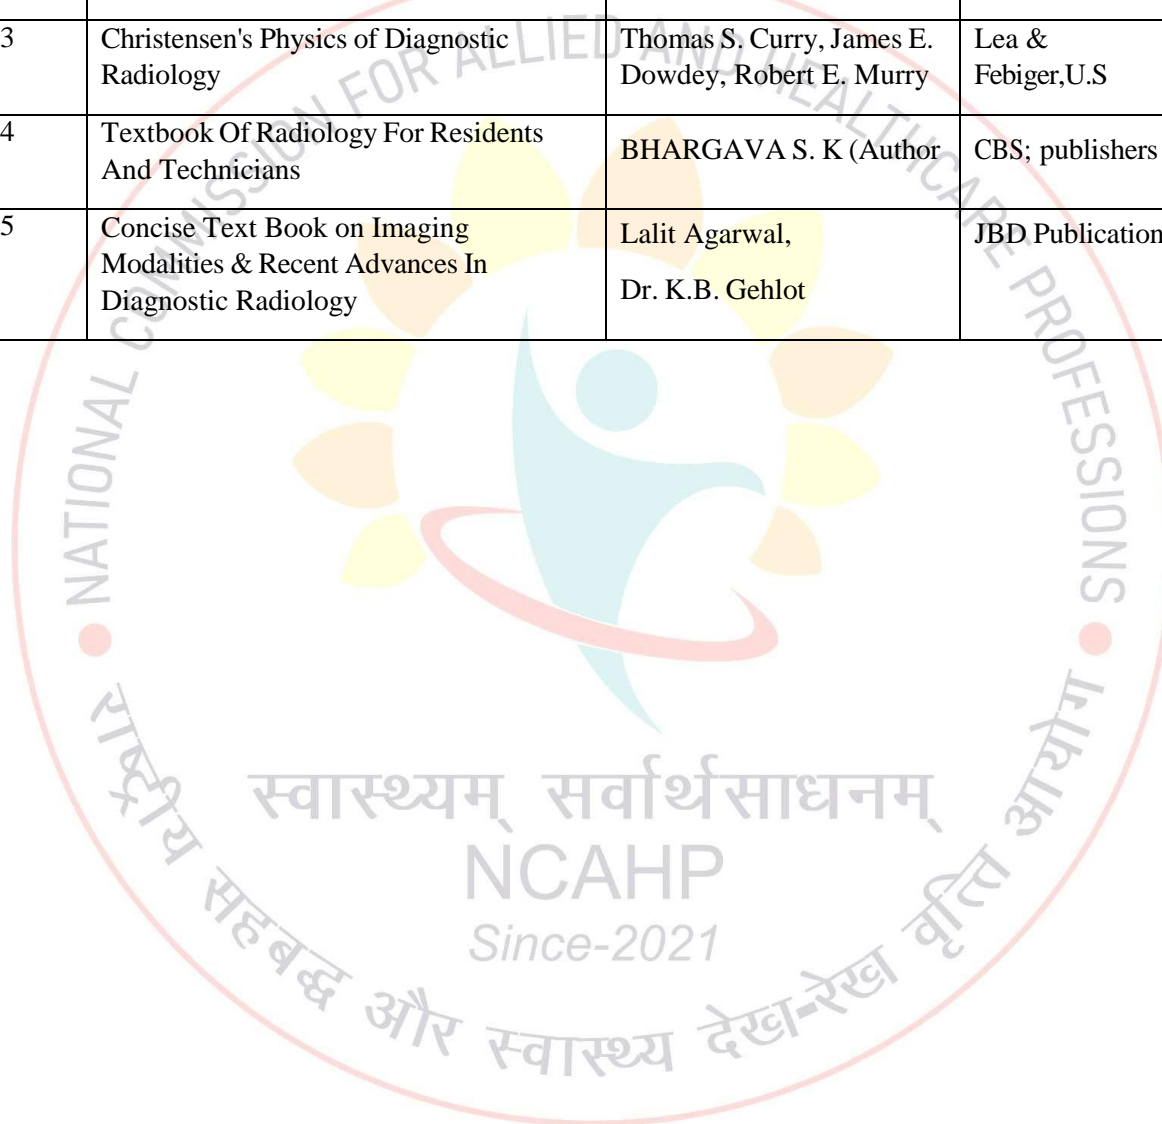 3 Christensen's Physics of Diagnostic Radiology Thomas S. Curry, James E. Dowdey, Robert E. Murry Lea & Febiger,U.S
4 Textbook Of Radiology For Residents And Technicians BHARGAVA S. K (Author CBS; publishers
5 Concise Text Book on Imaging Modalities & Recent Advances In Diagnostic Radiology Lalit Agarwal, Dr. K.B. Gehlot JBD Publication
NATIONAL COMMISSION FOR ALLIED AND HEALTHCARE PROFESSIONS
स्वास्थ्यम् सर्वार्थसाधनम्
NCAHP
Since-2021
राष्ट्रीय सहबद्ध और स्वास्थ्य देख-रेख वृत्ति आयोग